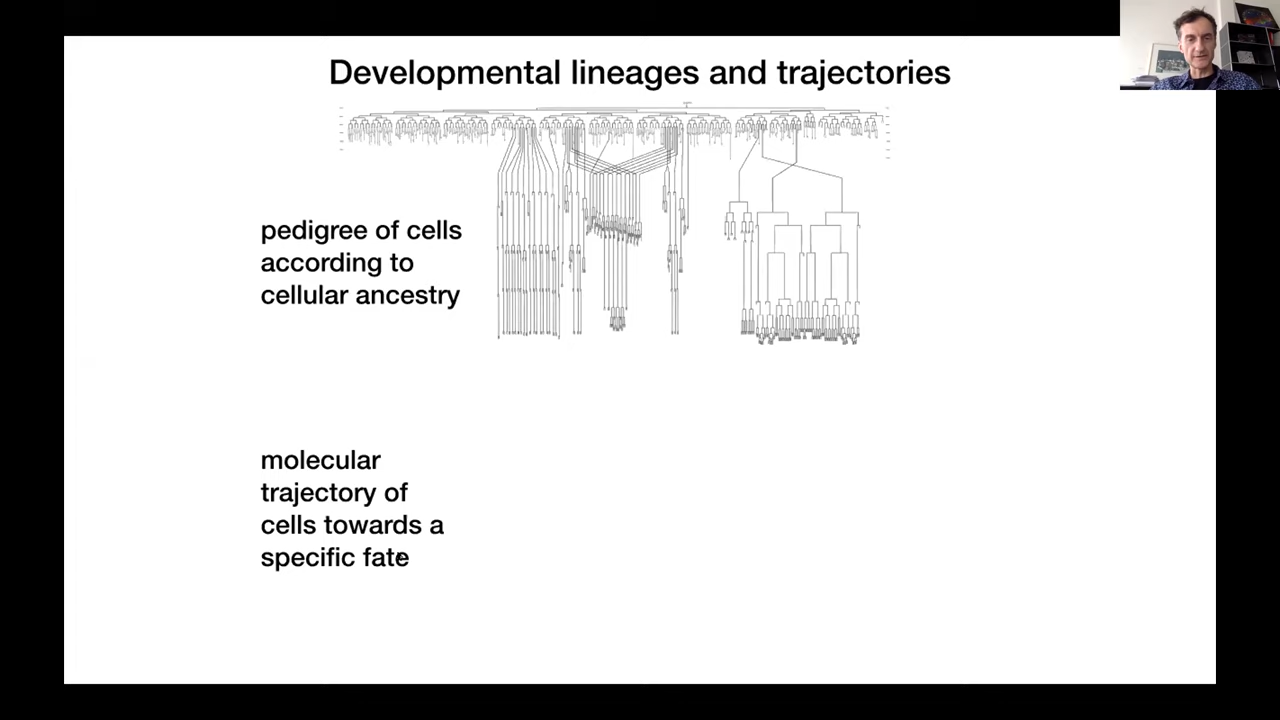 Developmental lineages and trajectories
pedigree of cells
according to
cellular ancestry
molecular
trajectory of
cells towards a
specific fate